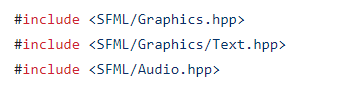 #include <SFML/Graphics.hpp>
#include <SFML/Graphics/Text.hpp>
#include <SFML/Audio.hpp>